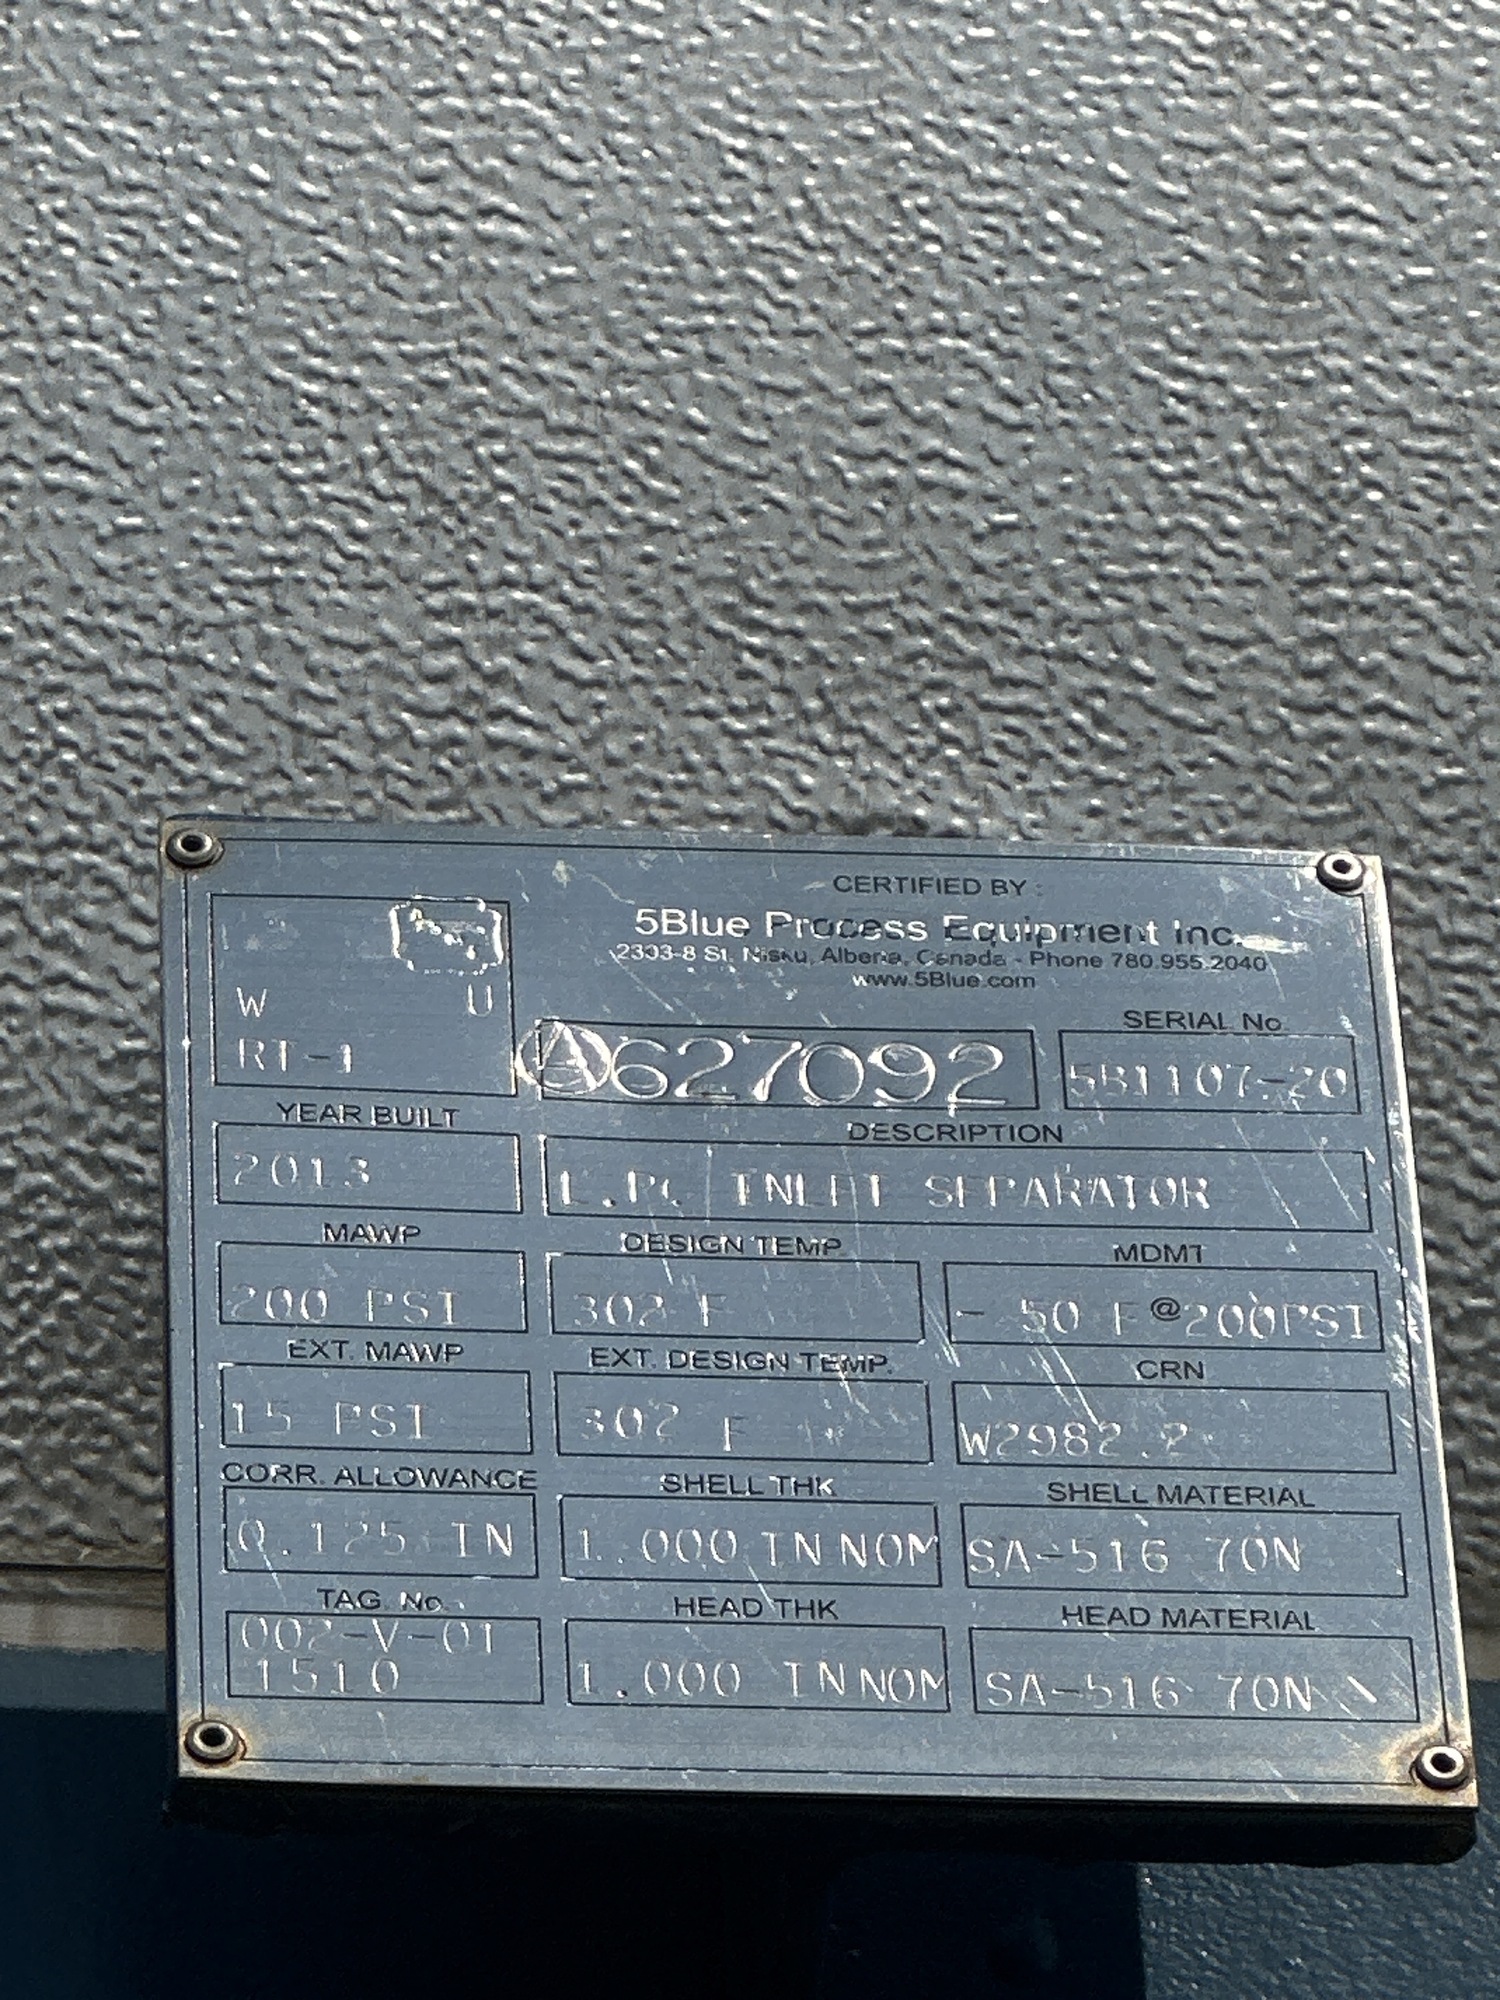 CERTIFIED BY :
5Blue Process Equipment Inc.
2303-8 St. Nisku, Alberta, Canada - Phone 780.955.2040
www.5Blue.com
W U
RT-1
A 627092
SERIAL No
5B1107-20
YEAR BUILT
2013
DESCRIPTION
INLET SEPARATOR
MAWP
200 PSI
DESIGN TEMP
302 F
MDMT
- 50 F @200PSI
EXT. MAWP
15 PSI
EXT. DESIGN TEMP.
302 F
CRN
W2982.2
CORR. ALLOWANCE
0.125 IN
SHELL THK
1.000 IN NOM
SHELL MATERIAL
SA-516 70N
TAG. No.
002-V-01
1510
HEAD THK
1.000 IN NOM
HEAD MATERIAL
SA-516 70N